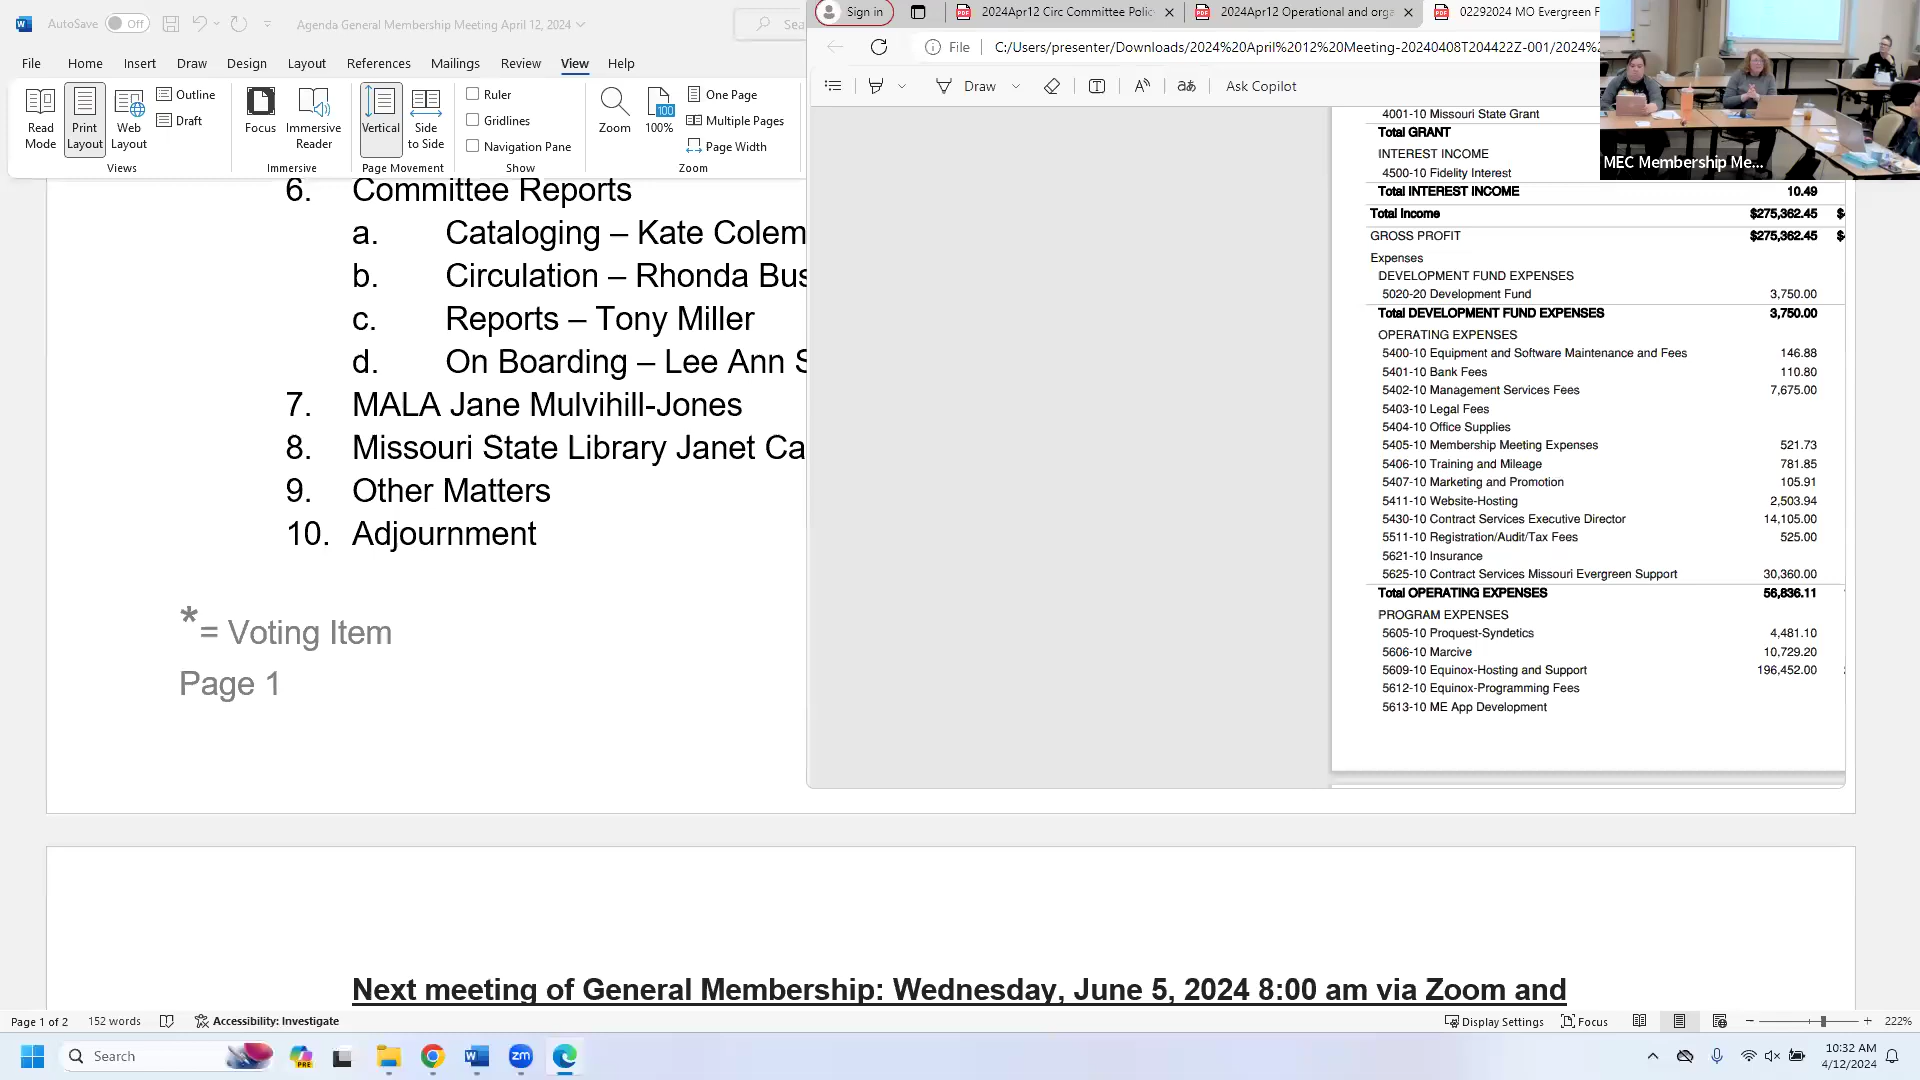 AutoSave Off
Agenda General Membership Meeting April 12, 2024
Sea
File Home Insert Draw Design Layout References Mailings Review View Help
Read Mode
Print Layout
Web Layout
Outline
Draft
Views
Focus
Immersive Reader
Immersive
Vertical
Side to Side
Page Movement
Ruler
Gridlines
Navigation Pane
Show
Zoom
100
100%
One Page
Multiple Pages
Page Width
Zoom
6. Committee Reports
a. Cataloging – Kate Colem
b. Circulation – Rhonda Bus
c. Reports – Tony Miller
d. On Boarding – Lee Ann S
7. MALA Jane Mulvihill-Jones
8. Missouri State Library Janet Ca
9. Other Matters
10. Adjournment
*= Voting Item
Page 1
Next meeting of General Membership: Wednesday, June 5, 2024 8:00 am via Zoom and
Sign in
2024Apr12 Circ Committee Polic
2024Apr12 Operational and orga
02292024 MO Evergreen F
File C:/Users/presenter/Downloads/2024%20April%2012%20Meeting-20240408T204422Z-001/2024%2
Draw
Ask Copilot
4001-10 Missouri State Grant
Total GRANT
INTEREST INCOME
4500-10 Fidelity Interest
Total INTEREST INCOME 10.49
Total Income $275,362.45 $
GROSS PROFIT $275,362.45 $
Expenses
DEVELOPMENT FUND EXPENSES
5020-20 Development Fund 3,750.00
Total DEVELOPMENT FUND EXPENSES 3,750.00
OPERATING EXPENSES
5400-10 Equipment and Software Maintenance and Fees 146.88
5401-10 Bank Fees 110.80
5402-10 Management Services Fees 7,675.00
5403-10 Legal Fees
5404-10 Office Supplies
5405-10 Membership Meeting Expenses 521.73
5406-10 Training and Mileage 781.85
5407-10 Marketing and Promotion 105.91
5411-10 Website-Hosting 2,503.94
5430-10 Contract Services Executive Director 14,105.00
5511-10 Registration/Audit/Tax Fees 525.00
5621-10 Insurance
5625-10 Contract Services Missouri Evergreen Support 30,360.00
Total OPERATING EXPENSES 56,836.11
PROGRAM EXPENSES
5605-10 Proquest-Syndetics 4,481.10
5606-10 Marcive 10,729.20
5609-10 Equinox-Hosting and Support 196,452.00
5612-10 Equinox-Programming Fees
5613-10 ME App Development
MEC Membership Me...
Page 1 of 2 152 words Accessibility: Investigate
Display Settings Focus 222%
Search
PRE
zm
10:32 AM
4/12/2024